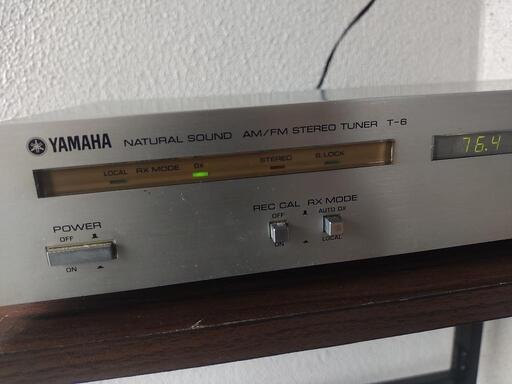 YAMAHA NATURAL SOUND AM/FM STEREO TUNER T-6
76.4
LOCAL RX MODE DX STEREO S.LOCK
POWER
OFF
ON
REC CAL RX MODE
OFF AUTO DX
ON LOCAL